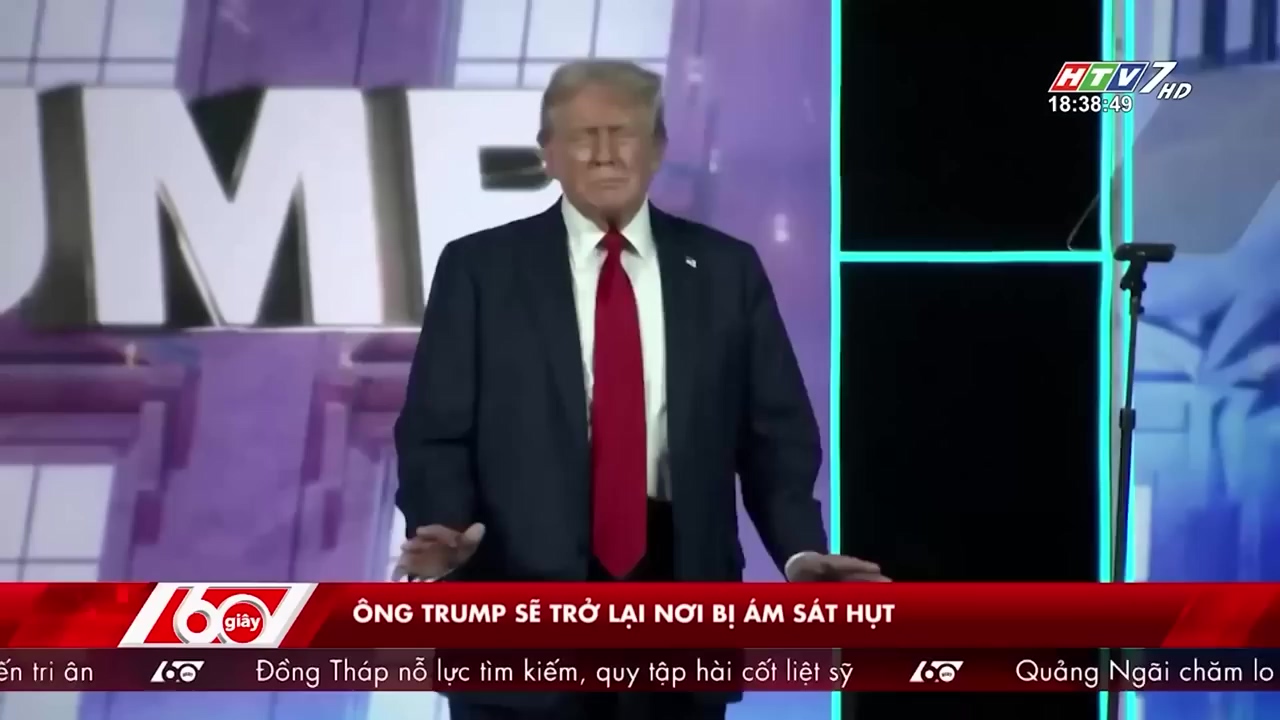 UMP
HTV7 HD
18:38:49
60 giây
ÔNG TRUMP SẼ TRỞ LẠI NƠI BỊ ÁM SÁT HỤT
ến tri ân 60 giây Đồng Tháp nỗ lực tìm kiếm, quy tập hài cốt liệt sỹ 60 giây Quảng Ngãi chăm lo